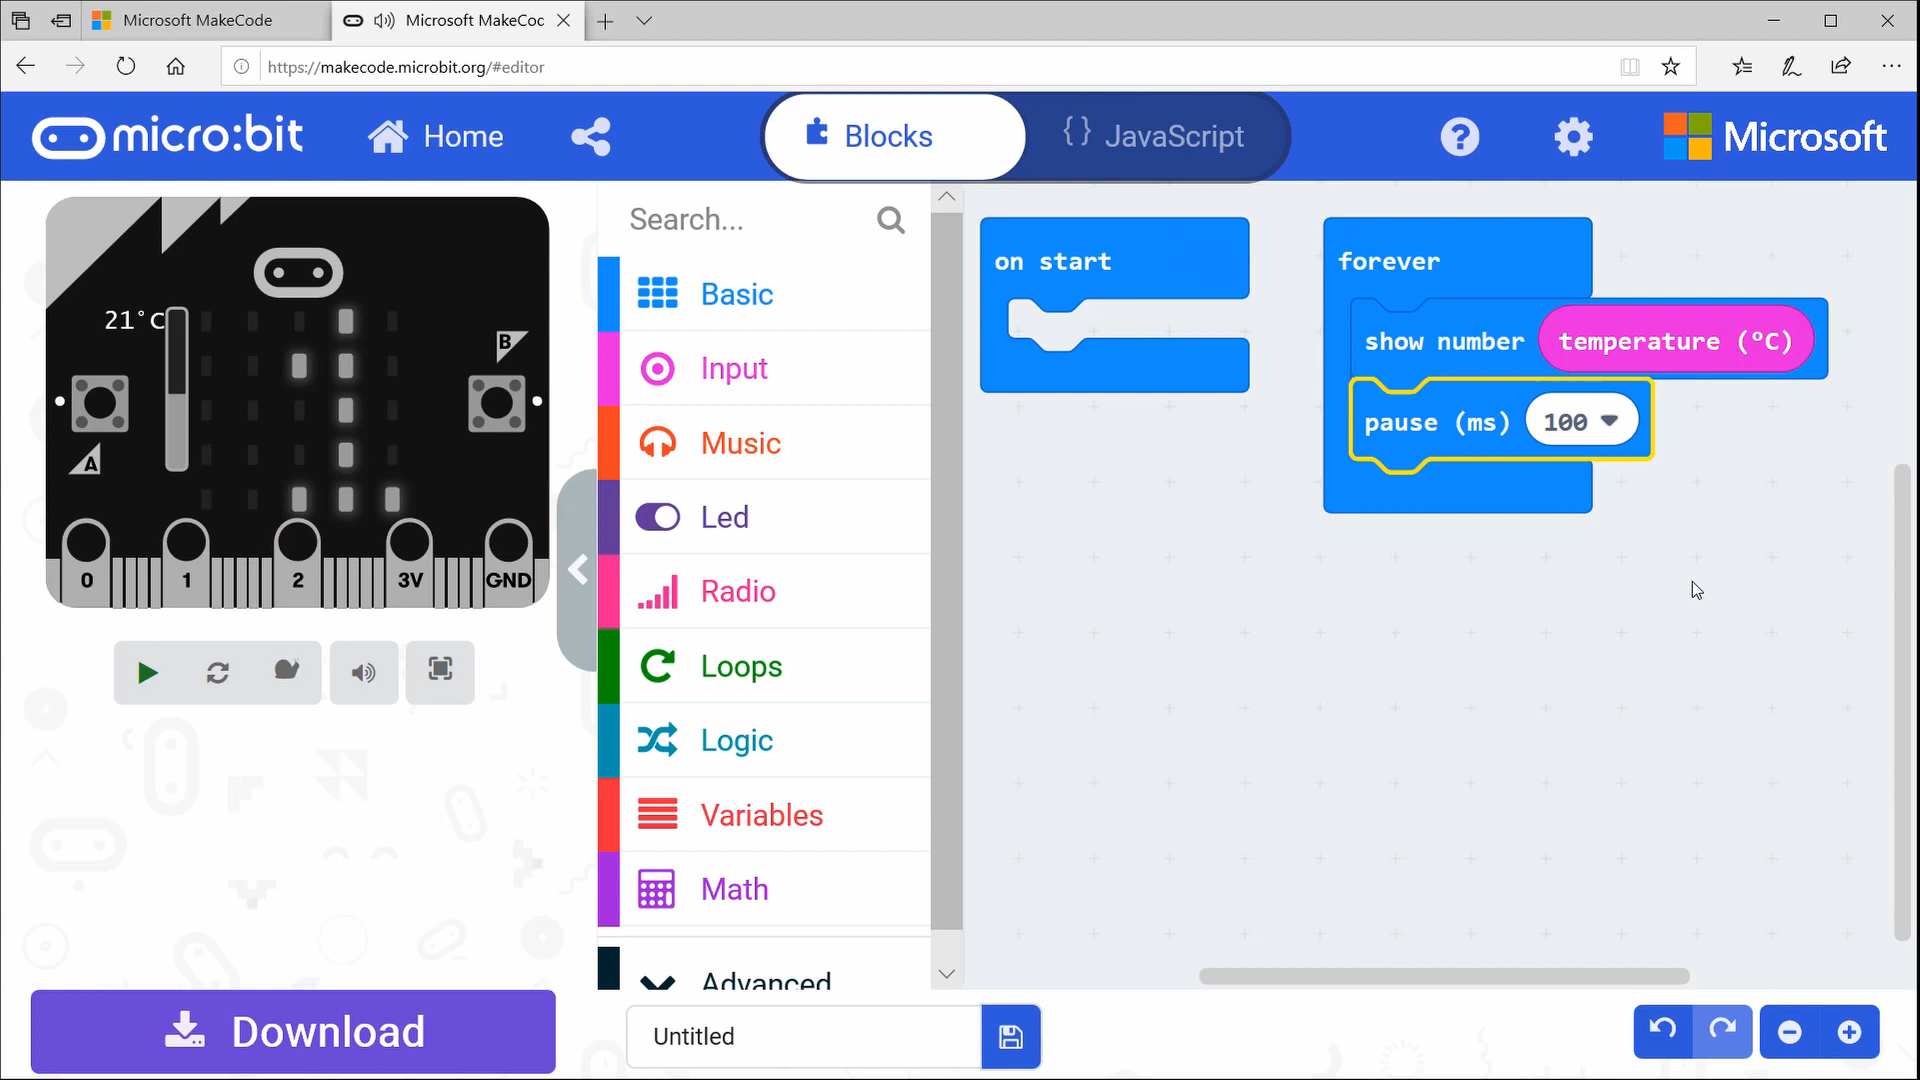 Microsoft MakeCode
Microsoft MakeCoc
https://makecode.microbit.org/#editor
micro:bit
Home
Blocks
{} JavaScript
?
Microsoft
21°C
B
A
0
1
2
3V
GND
Search...
Basic
Input
Music
Led
Radio
Loops
Logic
Variables
Math
Advanced
on start
forever
show number temperature (°C)
pause (ms) 100
Download
Untitled